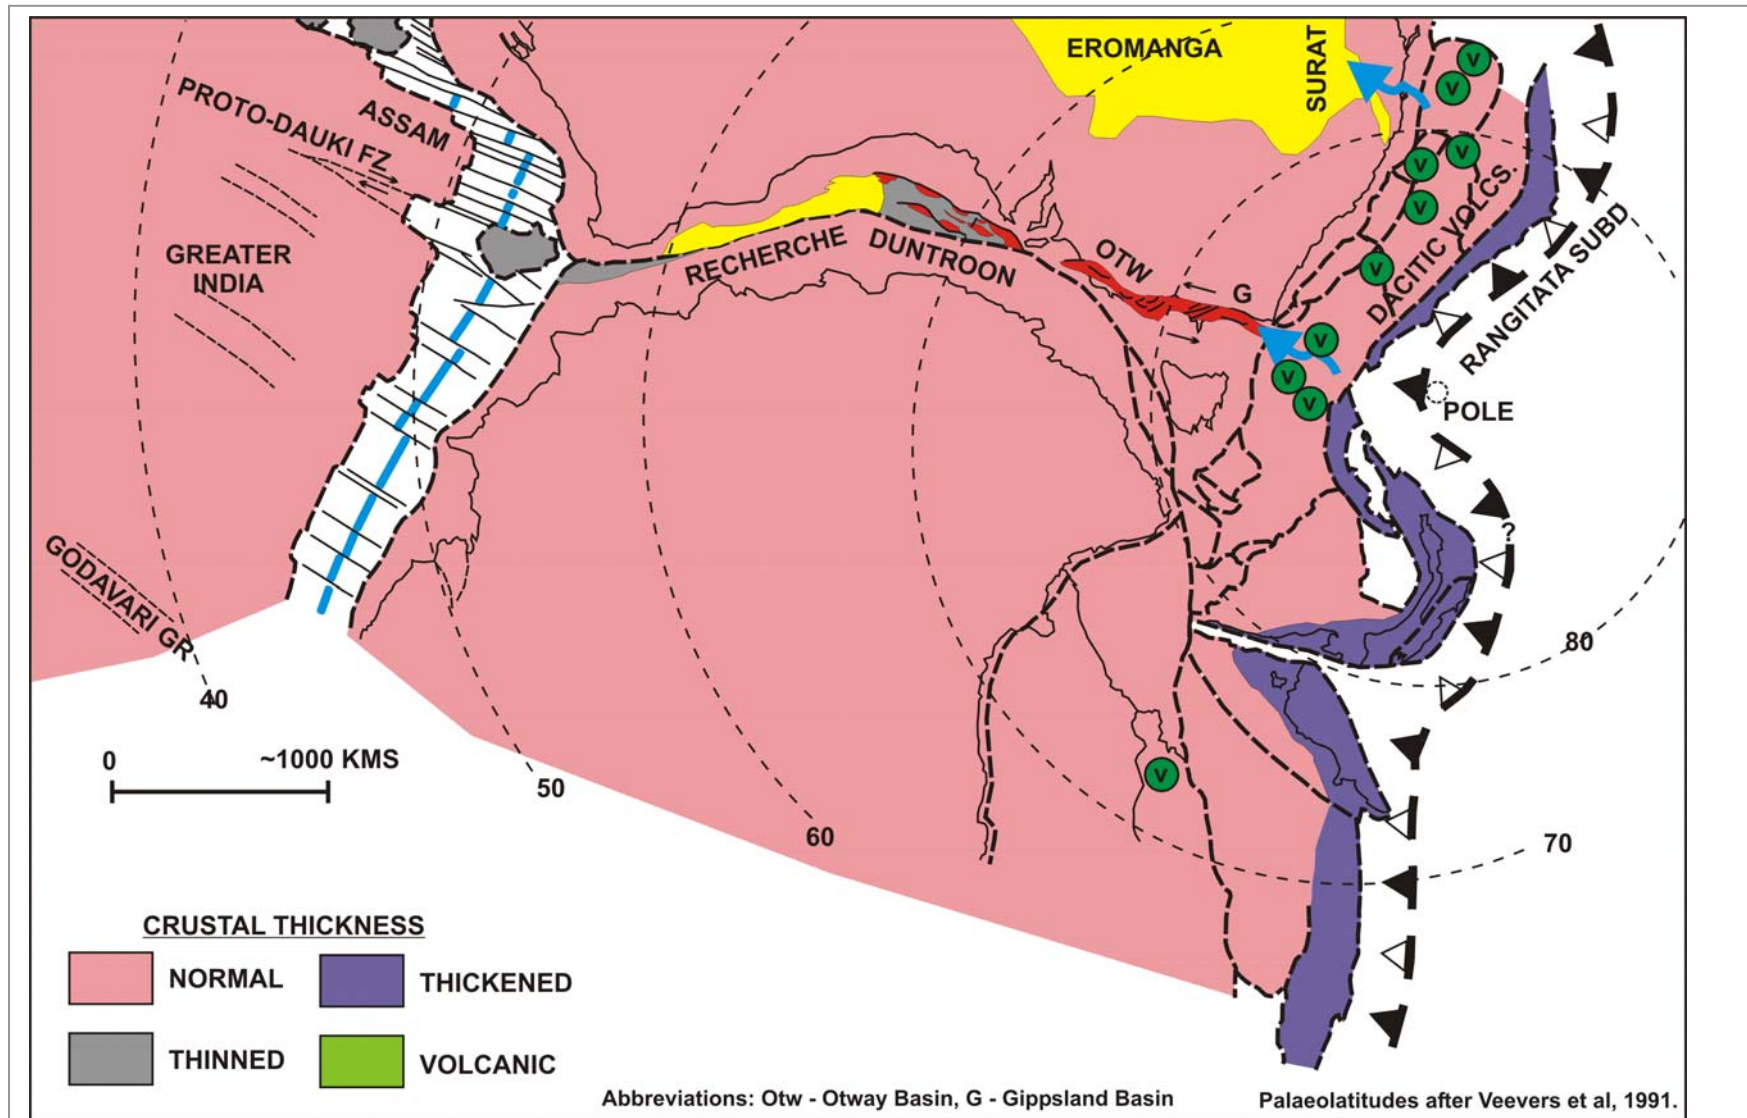 EROMANGA
SURAT
PROTO-DAUKI FZ
ASSAM
GREATER
INDIA
RECHERCHE
DUNTROON
OTW
G
DACITIC VOLCS.
RANGITATA SUBD
POLE
V
V
V
V
V
V
V
V
V
V
?
GODAVARI GR
40
50
60
70
80
0 ~1000 KMS
CRUSTAL THICKNESS
NORMAL
THICKENED
THINNED
VOLCANIC
Abbreviations: Otw - Otway Basin, G - Gippsland Basin
Palaeolatitudes after Veevers et al, 1991.